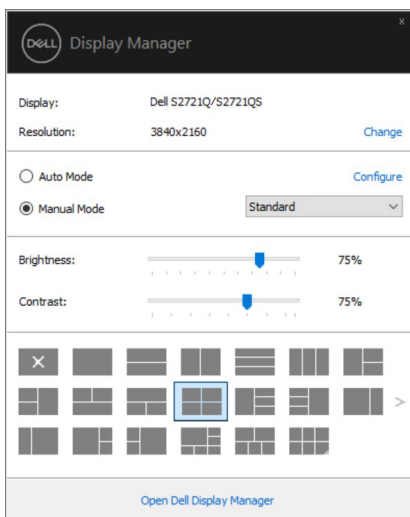 x
DELL Display Manager
Display: Dell S2721Q/S2721QS
Resolution: 3840x2160 Change
Auto Mode Configure
Manual Mode Standard
Brightness: 75%
Contrast: 75%
Open Dell Display Manager